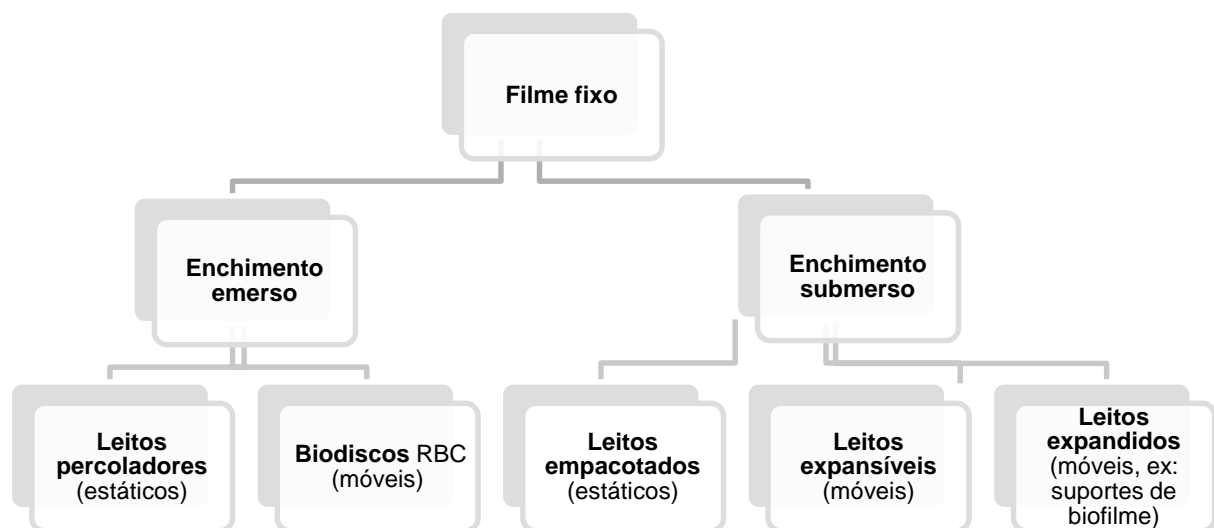 Filme fixo
Enchimento
emerso
Enchimento
submerso
Leitos
percoladores
(estáticos)
Biodiscos RBC
(móveis)
Leitos
empacotados
(estáticos)
Leitos
expansíveis
(móveis)
Leitos
expandidos
(móveis, ex:
suportes de
biofilme)